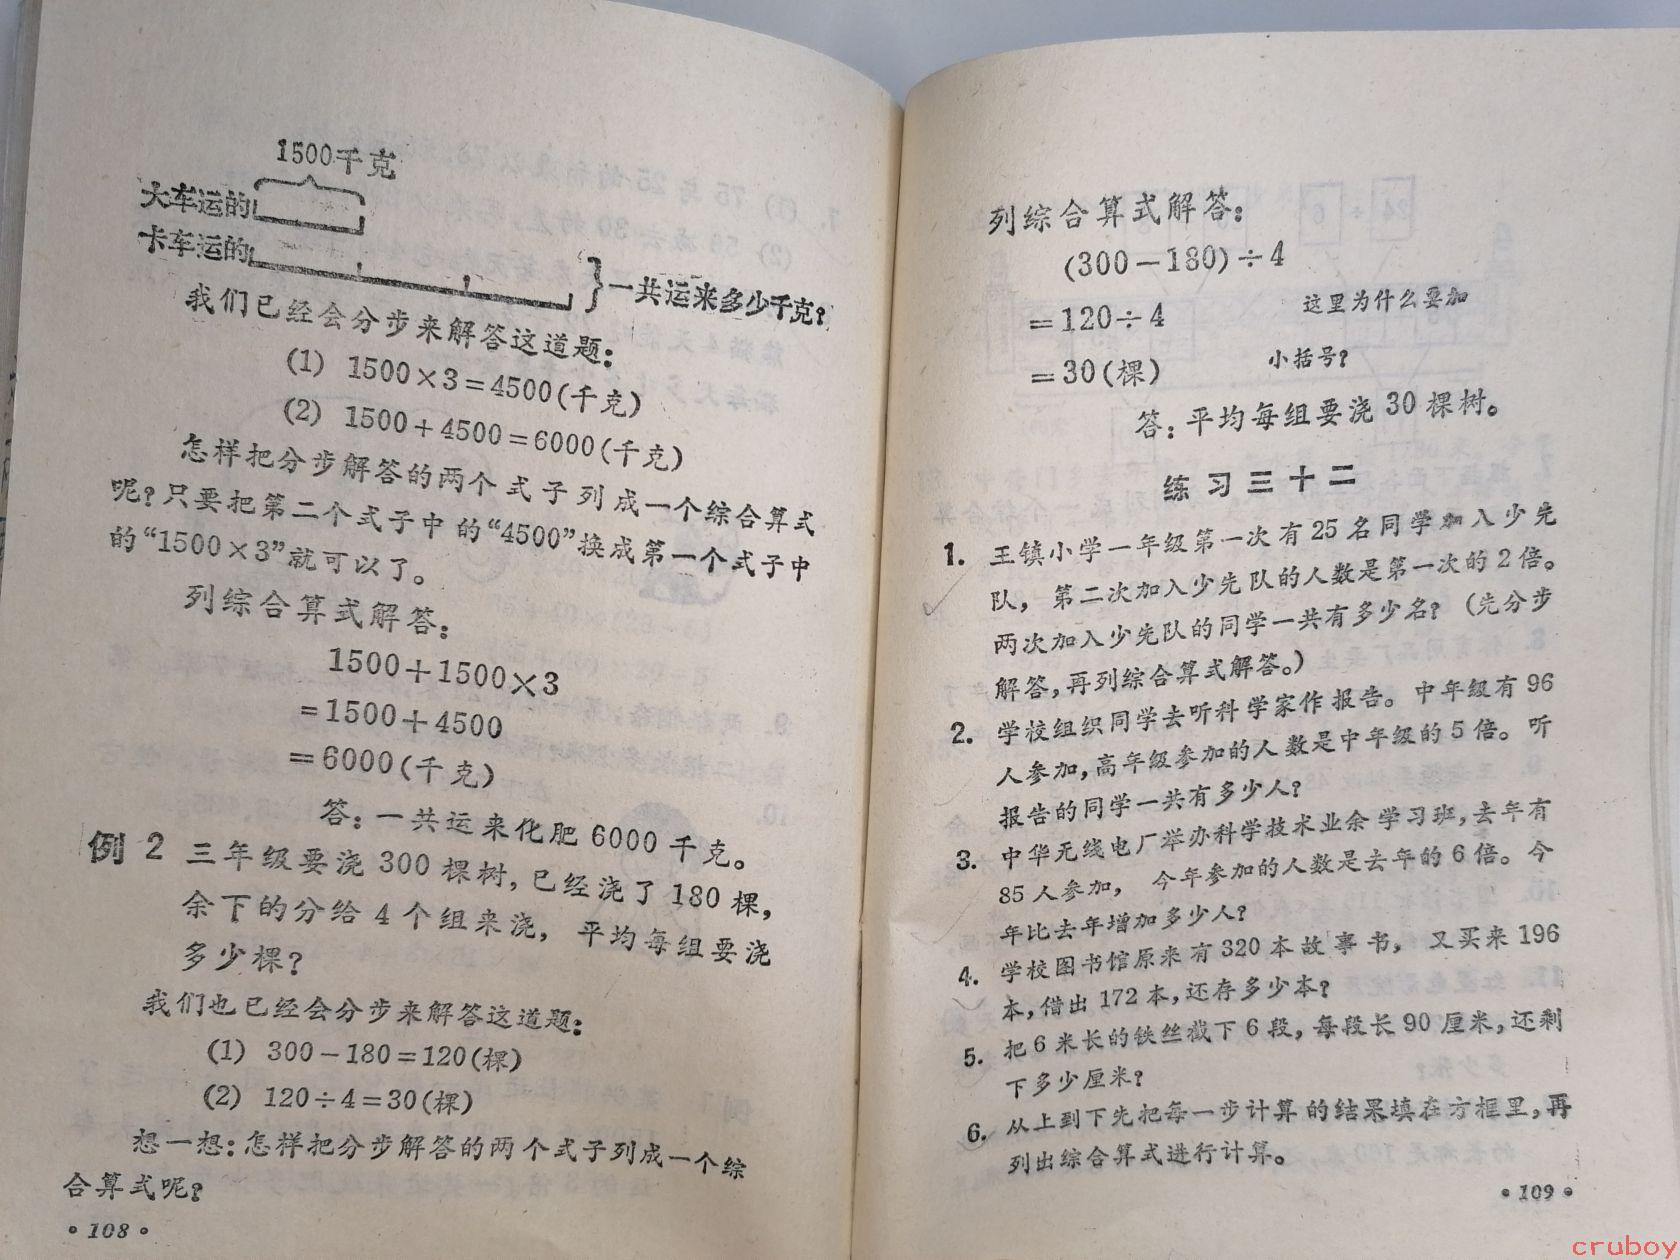 1500千克
大车运的
卡车运的
一共运来多少千克?
我们已经会分步来解答这道题:
(1) 1500×3=4500(千克)
(2) 1500+4500=6000(千克)
怎样把分步解答的两个式子列成一个综合算式
呢?只要把第二个式子中的“4500”换成第一个式子中
的“1500×3”就可以了。
列综合算式解答:
1500+1500×3
=1500+4500
=6000(千克)
答:一共运来化肥6000千克。
例2 三年级要浇300棵树,已经浇了180棵,
余下的分给4个组来浇,平均每组要浇
多少棵?
我们也已经会分步来解答这道题:
(1) 300-180=120(棵)
(2) 120÷4=30(棵)
想一想:怎样把分步解答的两个式子列成一个综
合算式呢?
•108•
列综合算式解答:
(300-180)÷4
=120÷4 这里为什么要加
=30(棵) 小括号?
答:平均每组要浇30棵树。
练习三十二
1. 王镇小学一年级第一次有25名同学加入少先
队,第二次加入少先队的人数是第一次的2倍。
两次加入少先队的同学一共有多少名?(先分步
解答,再列综合算式解答。)
2. 学校组织同学去听科学家作报告。中年级有96
人参加,高年级参加的人数是中年级的5倍。听
报告的同学一共有多少人?
3. 中华无线电厂举办科学技术业余学习班,去年有
85人参加,今年参加的人数是去年的6倍。今
年比去年增加多少人?
4. 学校图书馆原来有320本故事书,又买来196
本,借出172本,还存多少本?
5. 把6米长的铁丝截下6段,每段长90厘米,还剩
下多少厘米?
6. 从上到下先把每一步计算的结果填在方框里,再
列出综合算式进行计算。
•109•
cruboy